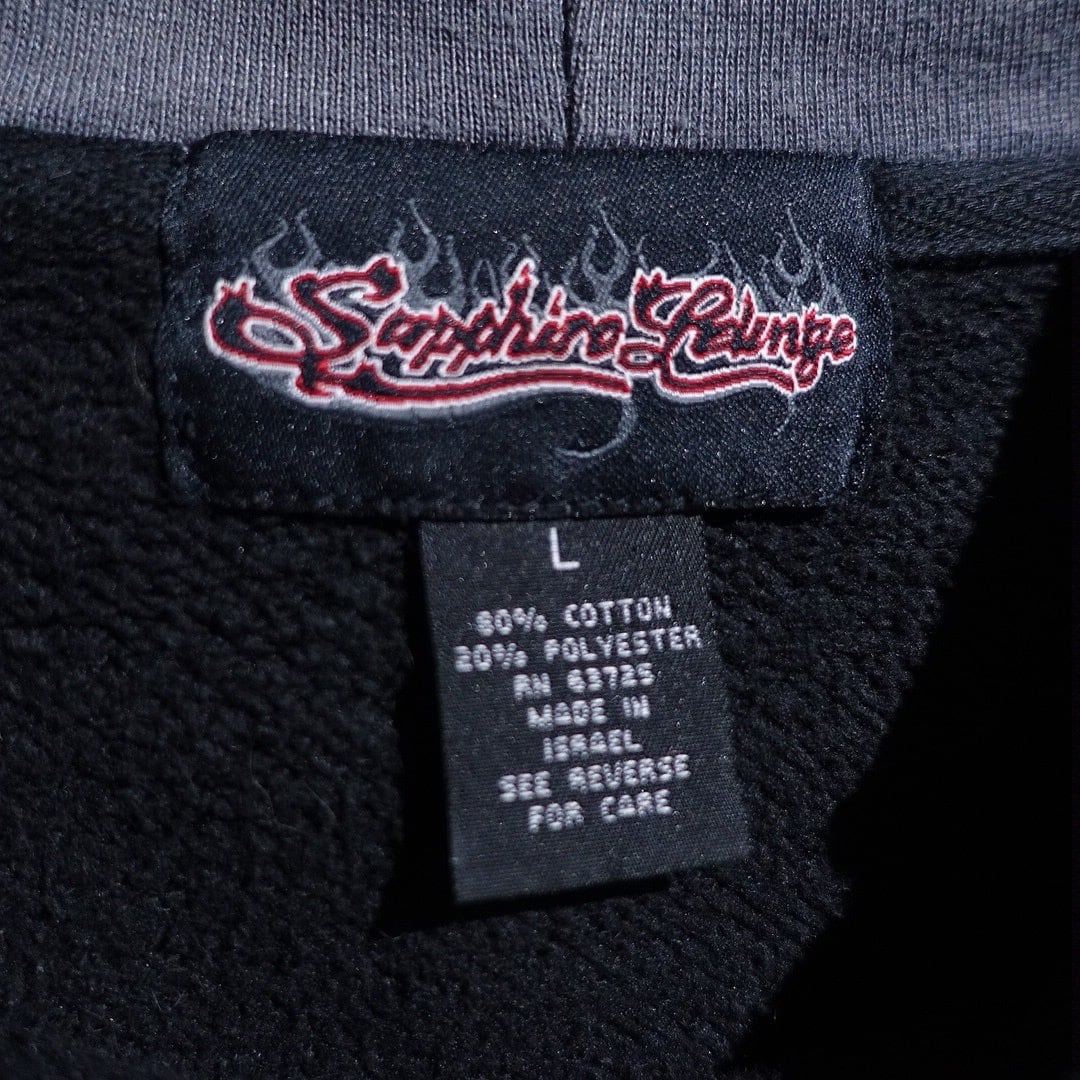 Sapphire Lounge
L
80% COTTON
20% POLYESTER
RN 63725
MADE IN
ISRAEL
SEE REVERSE
FOR CARE